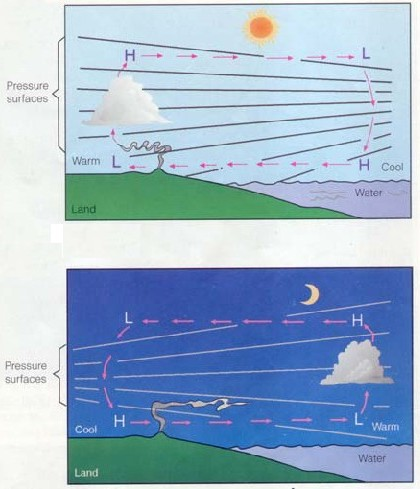 H L
Pressure
surfaces
Warm L H Cool
Water
Land
L H
Pressure
surfaces
H L
Cool Warm
Water
Land